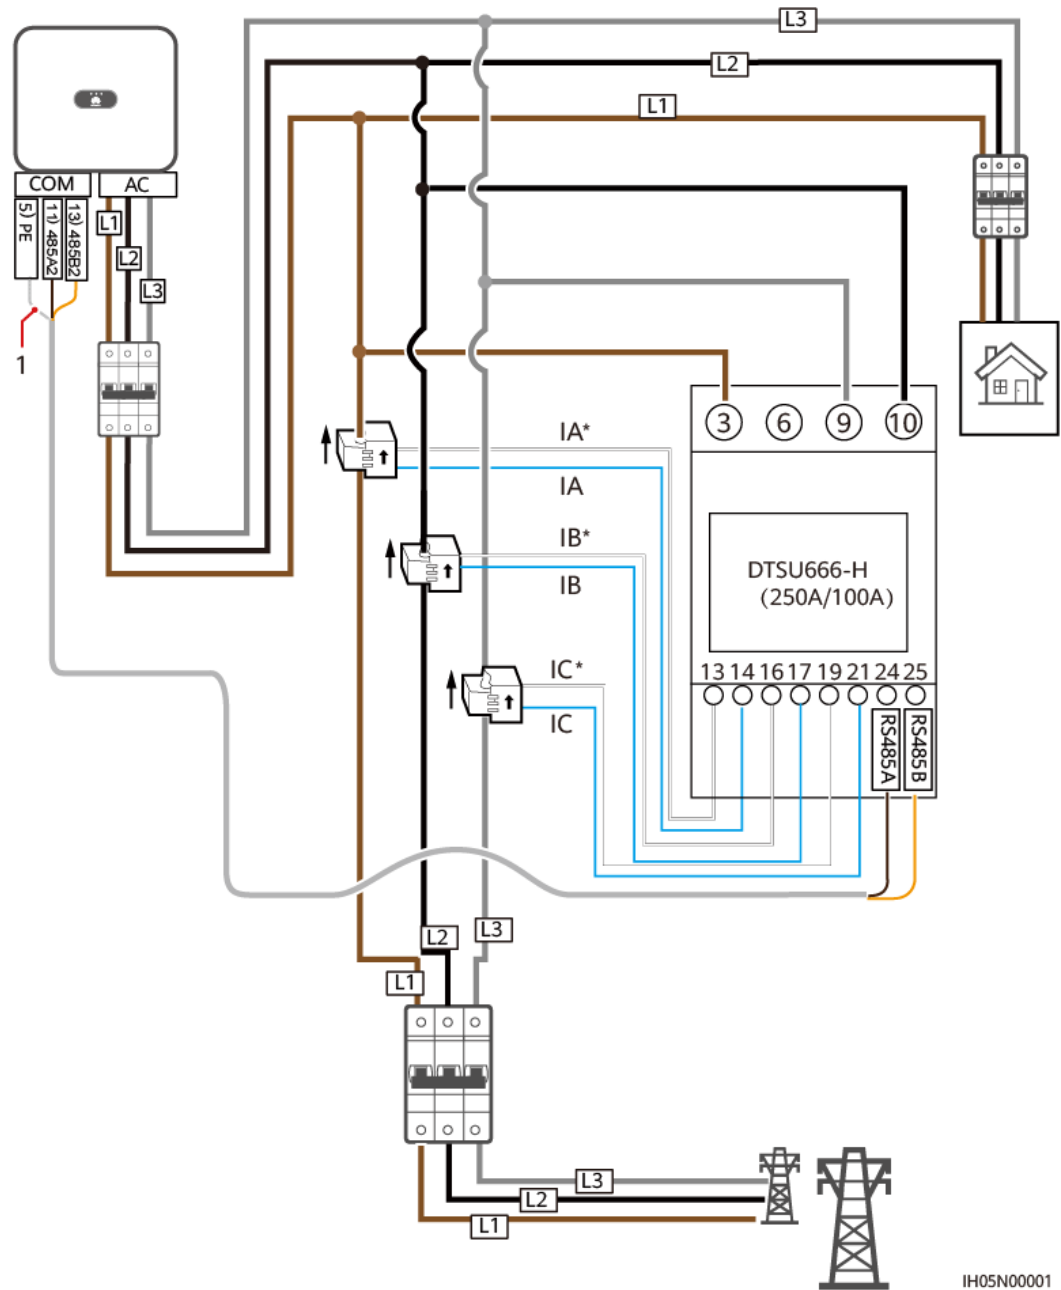 L3
L2
L1
COM
AC
5) PE
11) 485A2
13) 485B2
L1
L2
L3
1
3
6
9
10
IA*
IA
IB*
IB
DTSU666-H
(250A/100A)
IC*
IC
13 14 16 17 19 21 24 25
RS485A
RS485B
L2
L3
L1
L3
L2
L1
IH05N00001